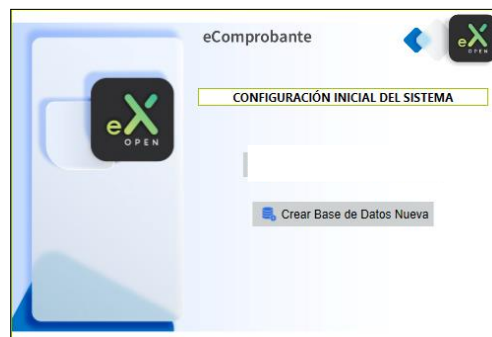 eComprobante
eX
OPEN
CONFIGURACIÓN INICIAL DEL SISTEMA
eX
OPEN
Crear Base de Datos Nueva